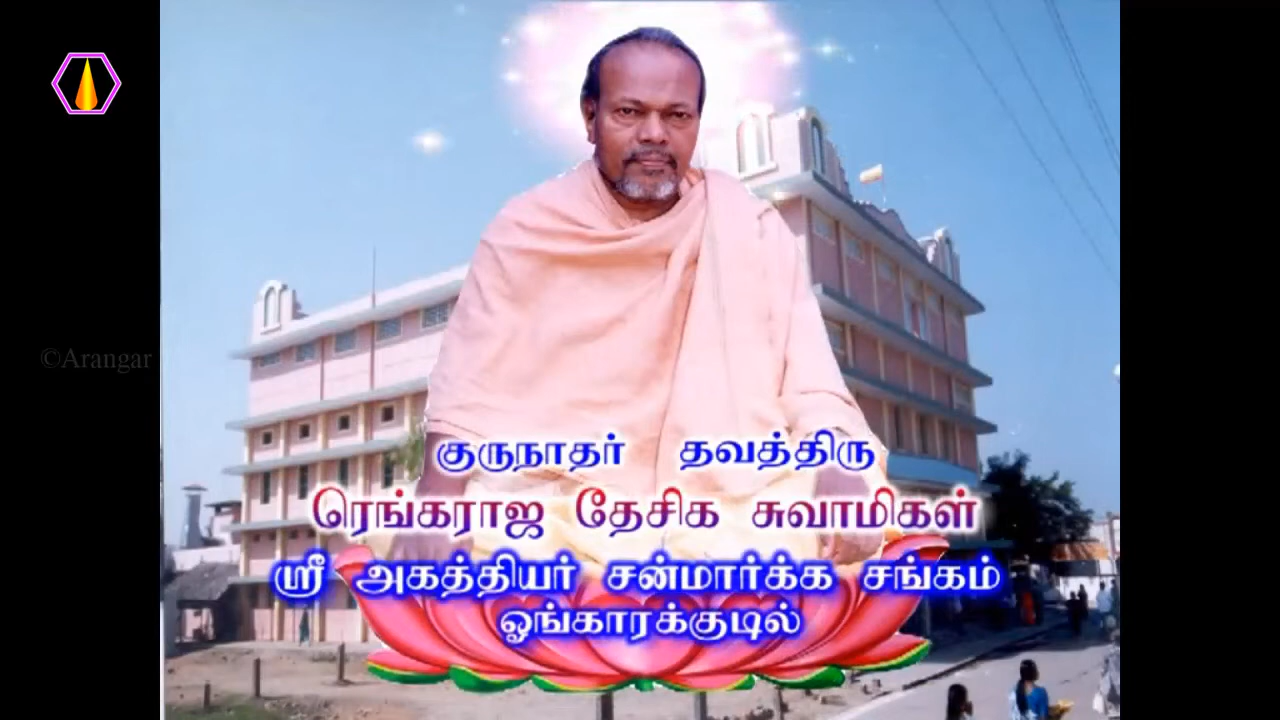 ©Arangar
குருநாதர் தவத்திரு
ரெங்கராஜ தேசிக சுவாமிகள்
ஸ்ரீ அகத்தியர் சன்மார்க்க சங்கம்
ஓங்காரக்குடில்